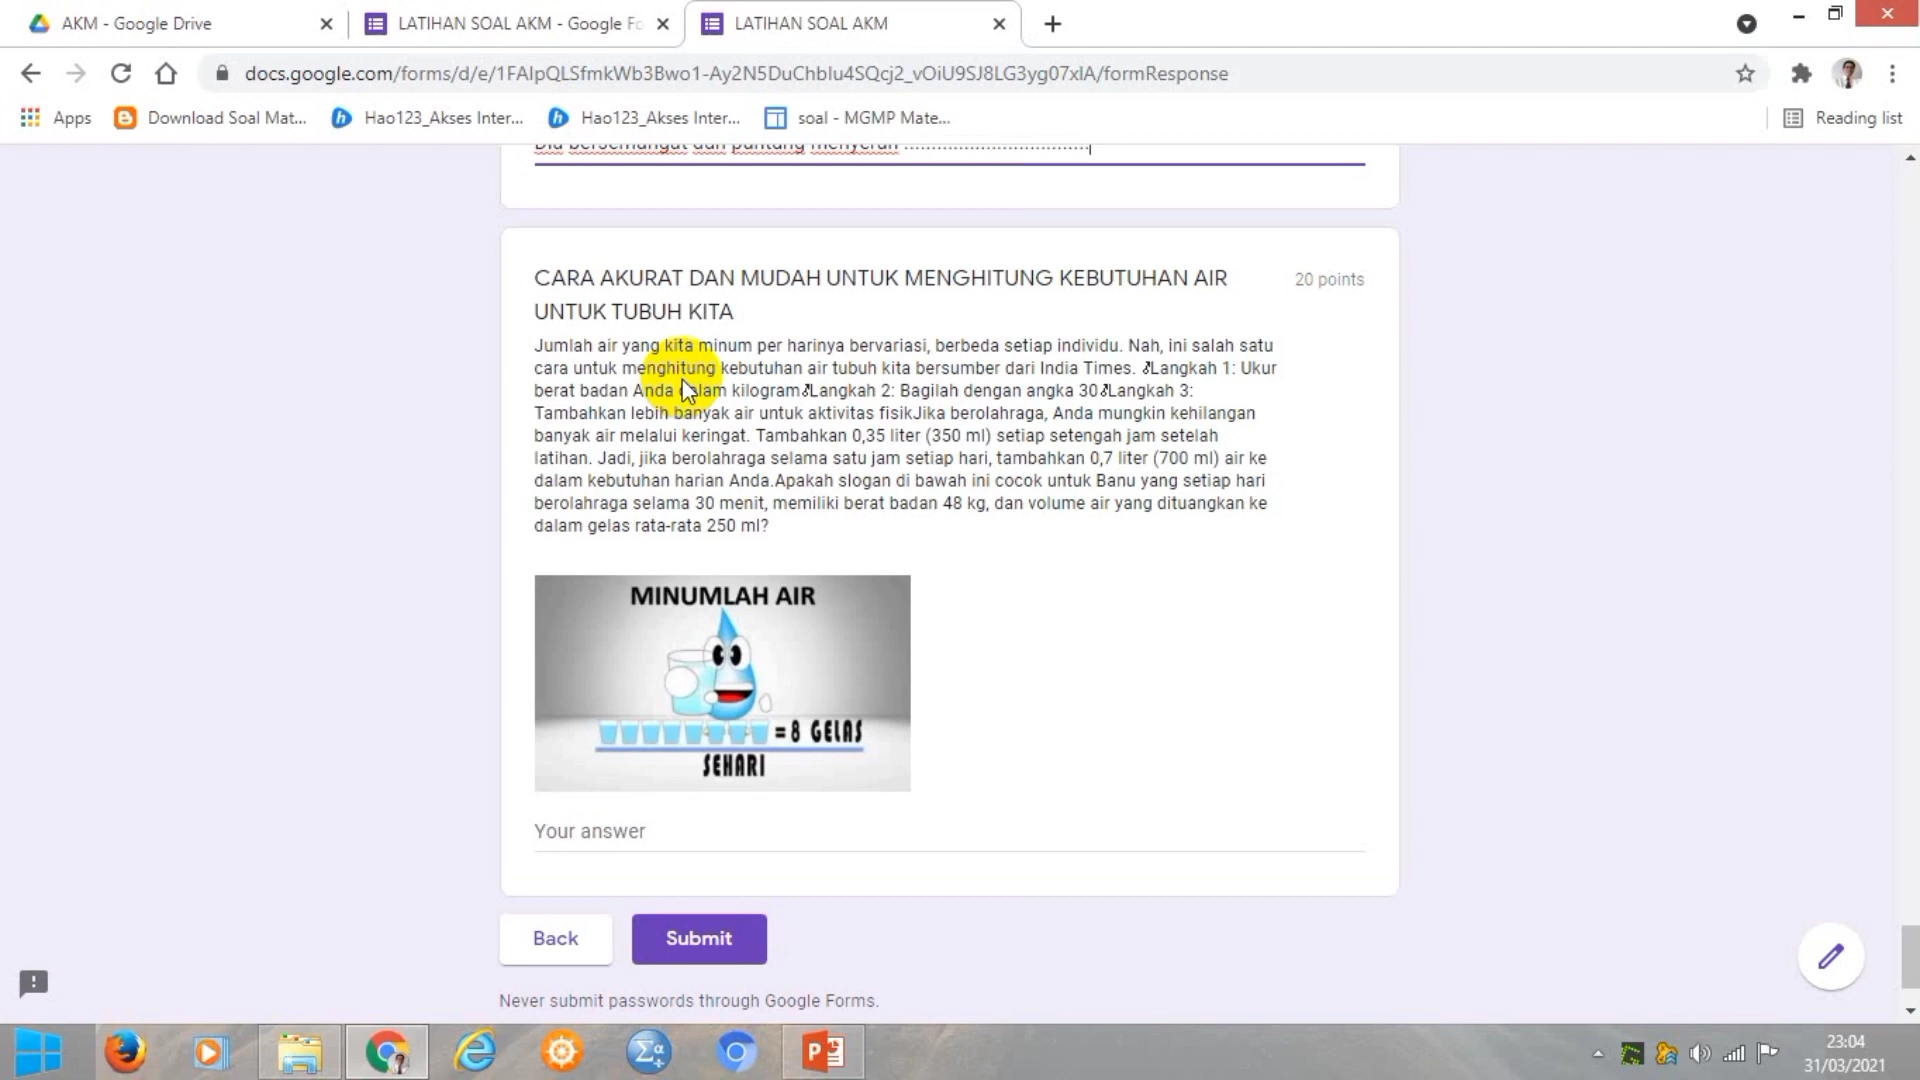 AKM - Google Drive
LATIHAN SOAL AKM - Google Fo
LATIHAN SOAL AKM
docs.google.com/forms/d/e/1FAIpQLSfmkWb3Bwo1-Ay2N5DuChbIu4SQcj2_vOiU9SJ8LG3yg07xIA/formResponse
Apps
Download Soal Mat...
Hao123_Akses Inter...
Hao123_Akses Inter...
soal - MGMP Mate...
Reading list
Dia bersemangat dan pantang menyerah ..................................
CARA AKURAT DAN MUDAH UNTUK MENGHITUNG KEBUTUHAN AIR
UNTUK TUBUH KITA
20 points
Jumlah air yang kita minum per harinya bervariasi, berbeda setiap individu. Nah, ini salah satu
cara untuk menghitung kebutuhan air tubuh kita bersumber dari India Times. Langkah 1: Ukur
berat badan Anda dalam kilogramLangkah 2: Bagilah dengan angka 30Langkah 3:
Tambahkan lebih banyak air untuk aktivitas fisikJika berolahraga, Anda mungkin kehilangan
banyak air melalui keringat. Tambahkan 0,35 liter (350 ml) setiap setengah jam setelah
latihan. Jadi, jika berolahraga selama satu jam setiap hari, tambahkan 0,7 liter (700 ml) air ke
dalam kebutuhan harian Anda.Apakah slogan di bawah ini cocok untuk Banu yang setiap hari
berolahraga selama 30 menit, memiliki berat badan 48 kg, dan volume air yang dituangkan ke
dalam gelas rata-rata 250 ml?
MINUMLAH AIR
=8 GELAS
SEHARI
Your answer
Back
Submit
Never submit passwords through Google Forms.
23:04
31/03/2021